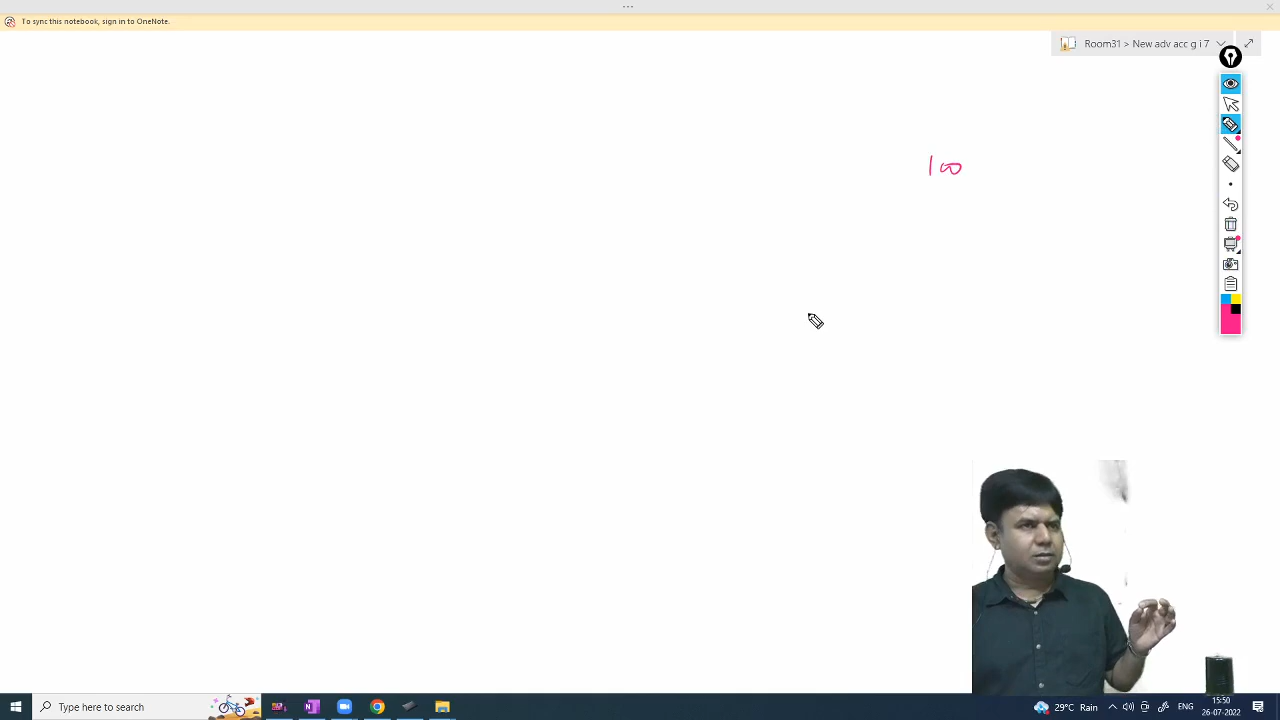 ...
To sync this notebook, sign in to OneNote.
Room31 > New adv acc g i 7
100
Type here to search
29°C Rain
ENG
15:50
26-07-2022